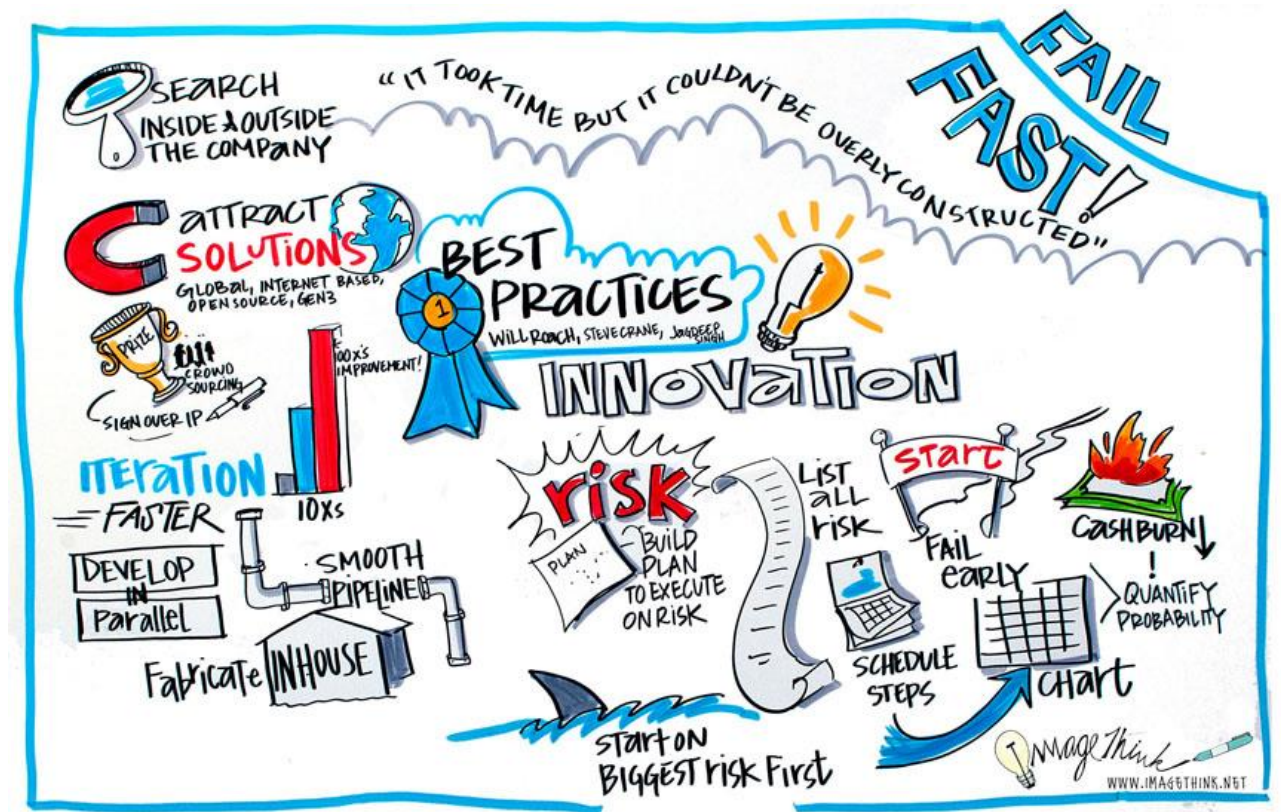 SEARCH
INSIDE & OUTSIDE
THE COMPANY
"IT TOOK TIME BUT IT COULDN'T BE OVERLY CONSTRUCTED"
FAIL
FAST!
ATTRACT
SOLUTIONS
GLOBAL, INTERNET BASED,
OPEN SOURCE, GEN3
PRIZE
CROWD
SOURCING
SIGN OVER IP
100X'S
IMPROVEMENT!
10Xs
1
BEST
PRACTICES
WILL ROACH, STEVE CRANE, JAGDEEP
SINGH
INNOVATION
ITERATION
FASTER
DEVELOP
IN
Parallel
SMOOTH
PIPELINE
Fabricate INHOUSE
risk
PLAN
BUILD
PLAN
TO EXECUTE
ON RISK
LIST
all
risk
SCHEDULE
STEPS
START
FAIL
early
CASH BURN
!
QUANTIFY
PROBABILITY
CHart
START ON
BIGGEST risk First
ImageThink
WWW.IMAGETHINK.NET